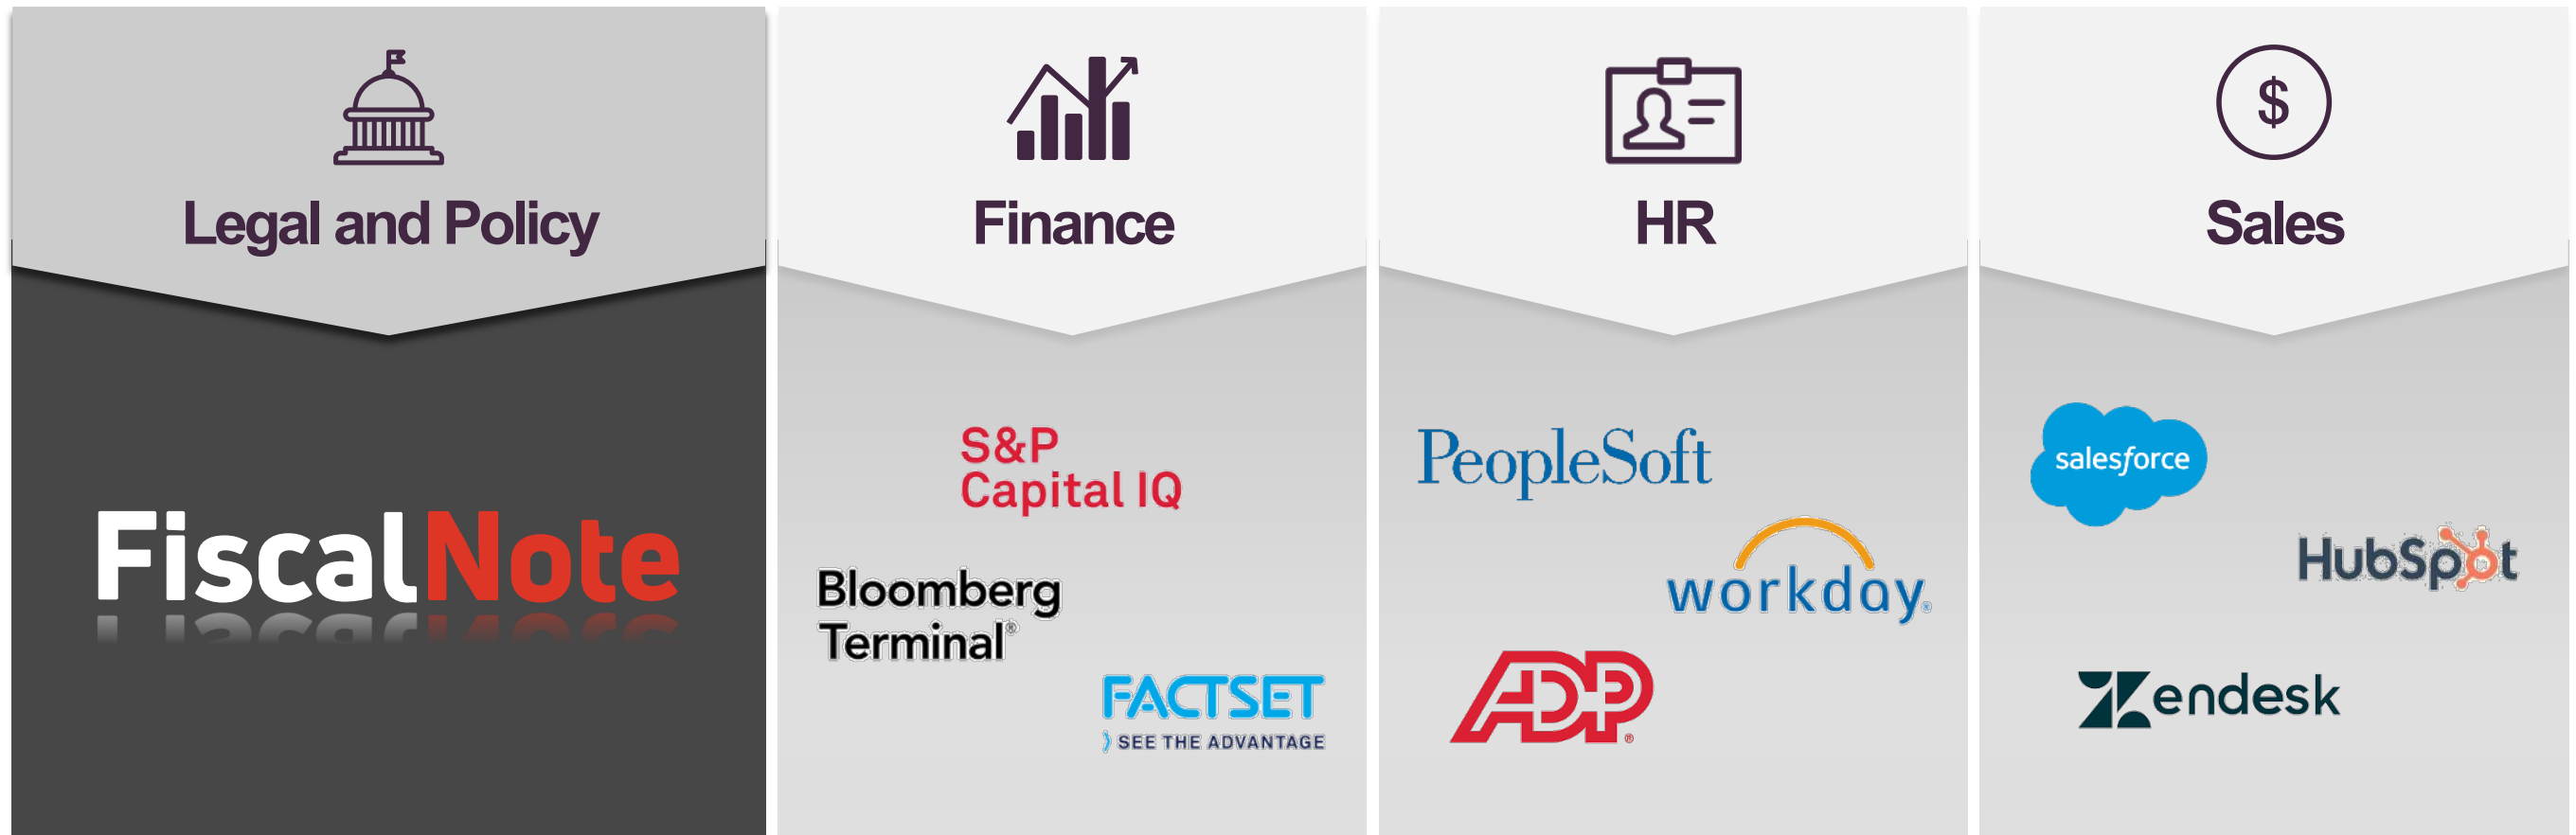 Legal and Policy
FiscalNote
Finance
S&P
Capital IQ
Bloomberg
Terminal®
FACTSET
SEE THE ADVANTAGE
HR
PeopleSoft
workday®
ADP®
$
Sales
salesforce
HubSpot
Zendesk